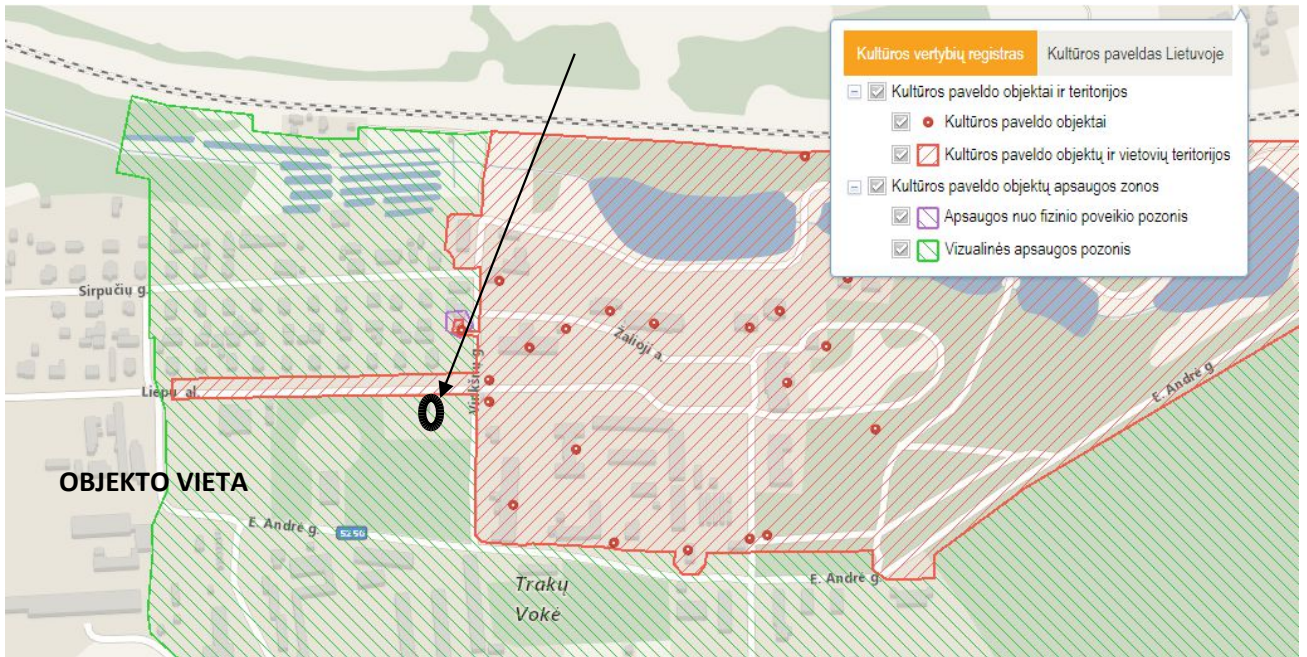 Kultūros vertybių registras
Kultūros paveldas Lietuvoje
Kultūros paveldo objektai ir teritorijos
Kultūros paveldo objektai
Kultūros paveldo objektų ir vietovių teritorijos
Kultūros paveldo objektų apsaugos zonos
Apsaugos nuo fizinio poveikio pozonis
Vizualinės apsaugos pozonis
Sirpučių g.
Žalioji a.
Virkščių g.
Liepų al.
E. Andrė g.
OBJEKTO VIETA
E. Andrė g.
5250
E. Andrė g.
Trakų
Vokė